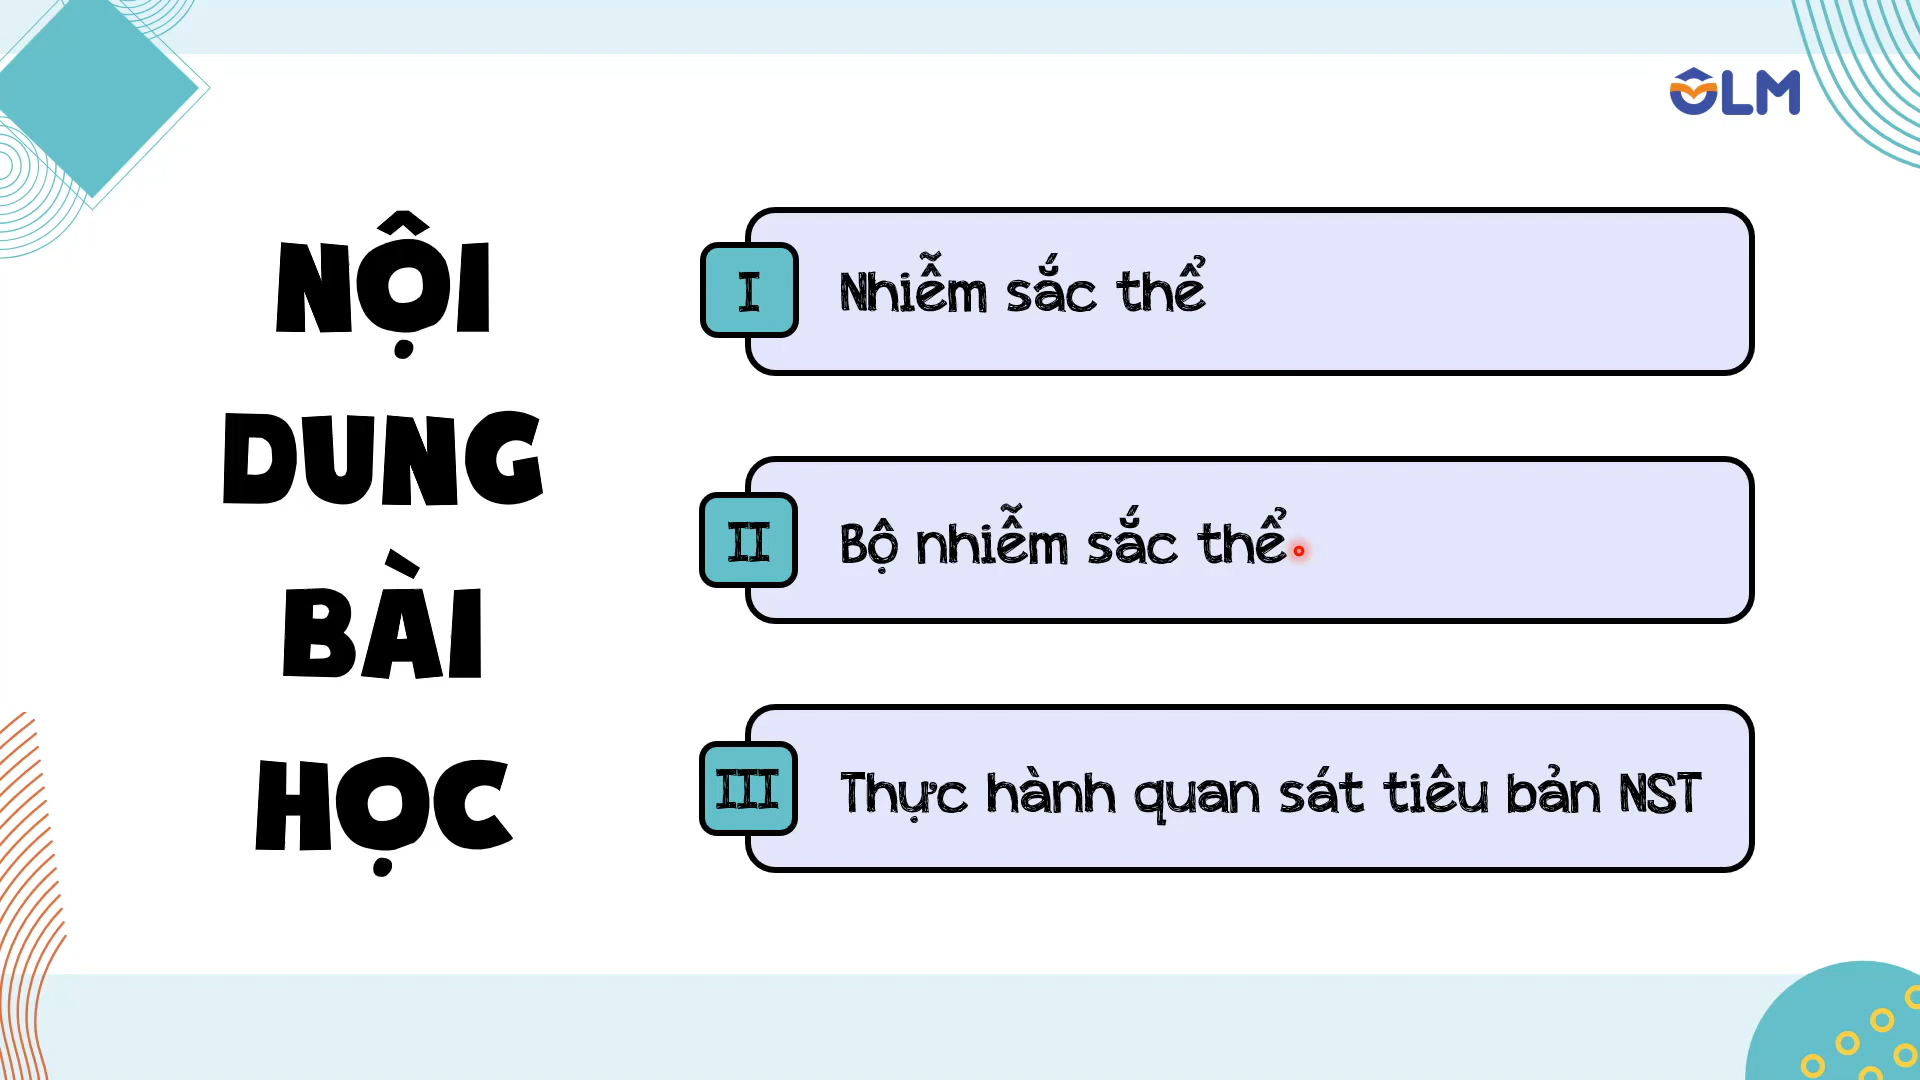 OLM
NỘI
DUNG
BÀI
HỌC
I Nhiễm sắc thể
II Bộ nhiễm sắc thể
III Thực hành quan sát tiêu bản NST